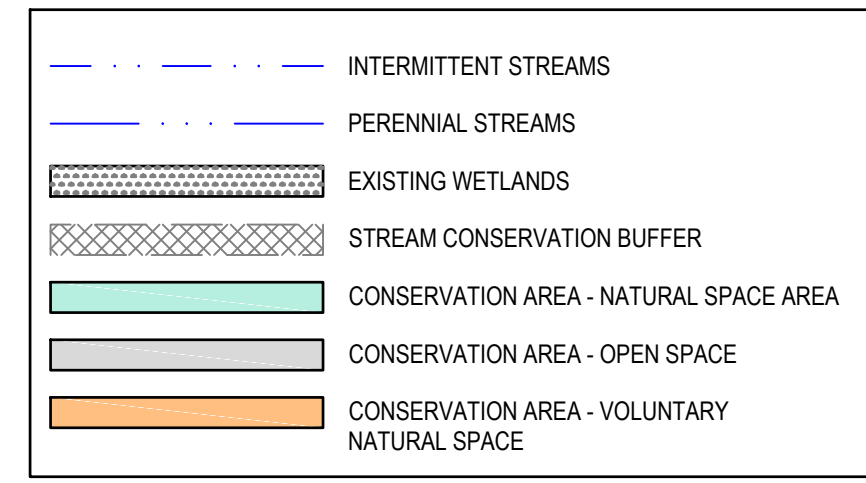 INTERMITTENT STREAMS
PERENNIAL STREAMS
EXISTING WETLANDS
STREAM CONSERVATION BUFFER
CONSERVATION AREA - NATURAL SPACE AREA
CONSERVATION AREA - OPEN SPACE
CONSERVATION AREA - VOLUNTARY
NATURAL SPACE